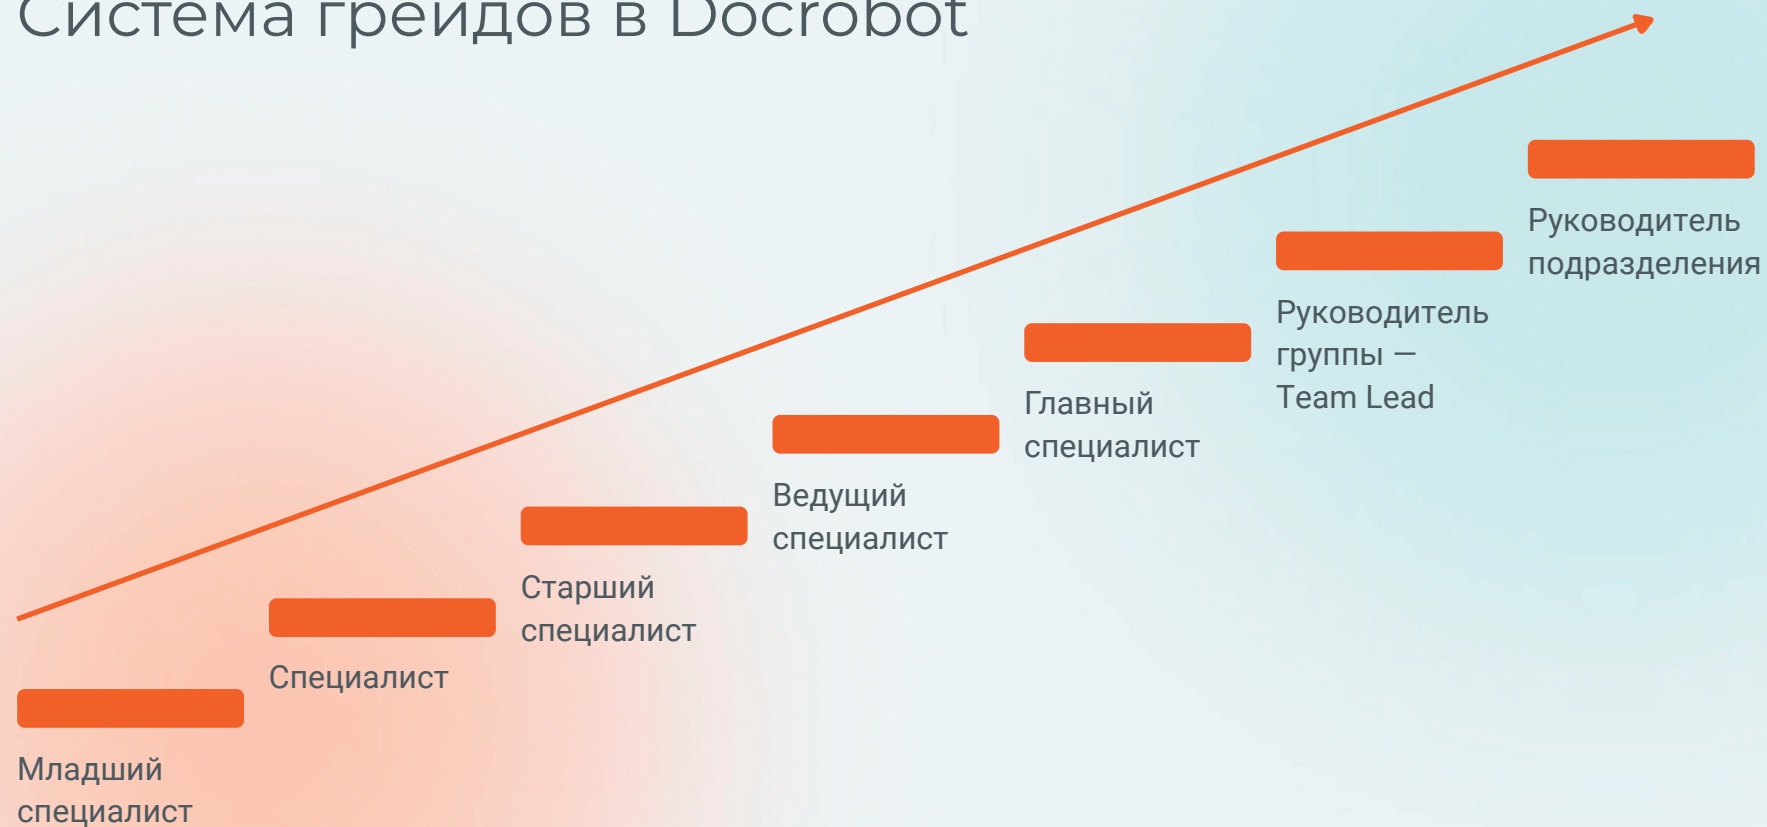 Система грейдов в Docrobot
Руководитель
подразделения
Руководитель
группы —
Team Lead
Главный
специалист
Ведущий
специалист
Старший
специалист
Специалист
Младший
специалист